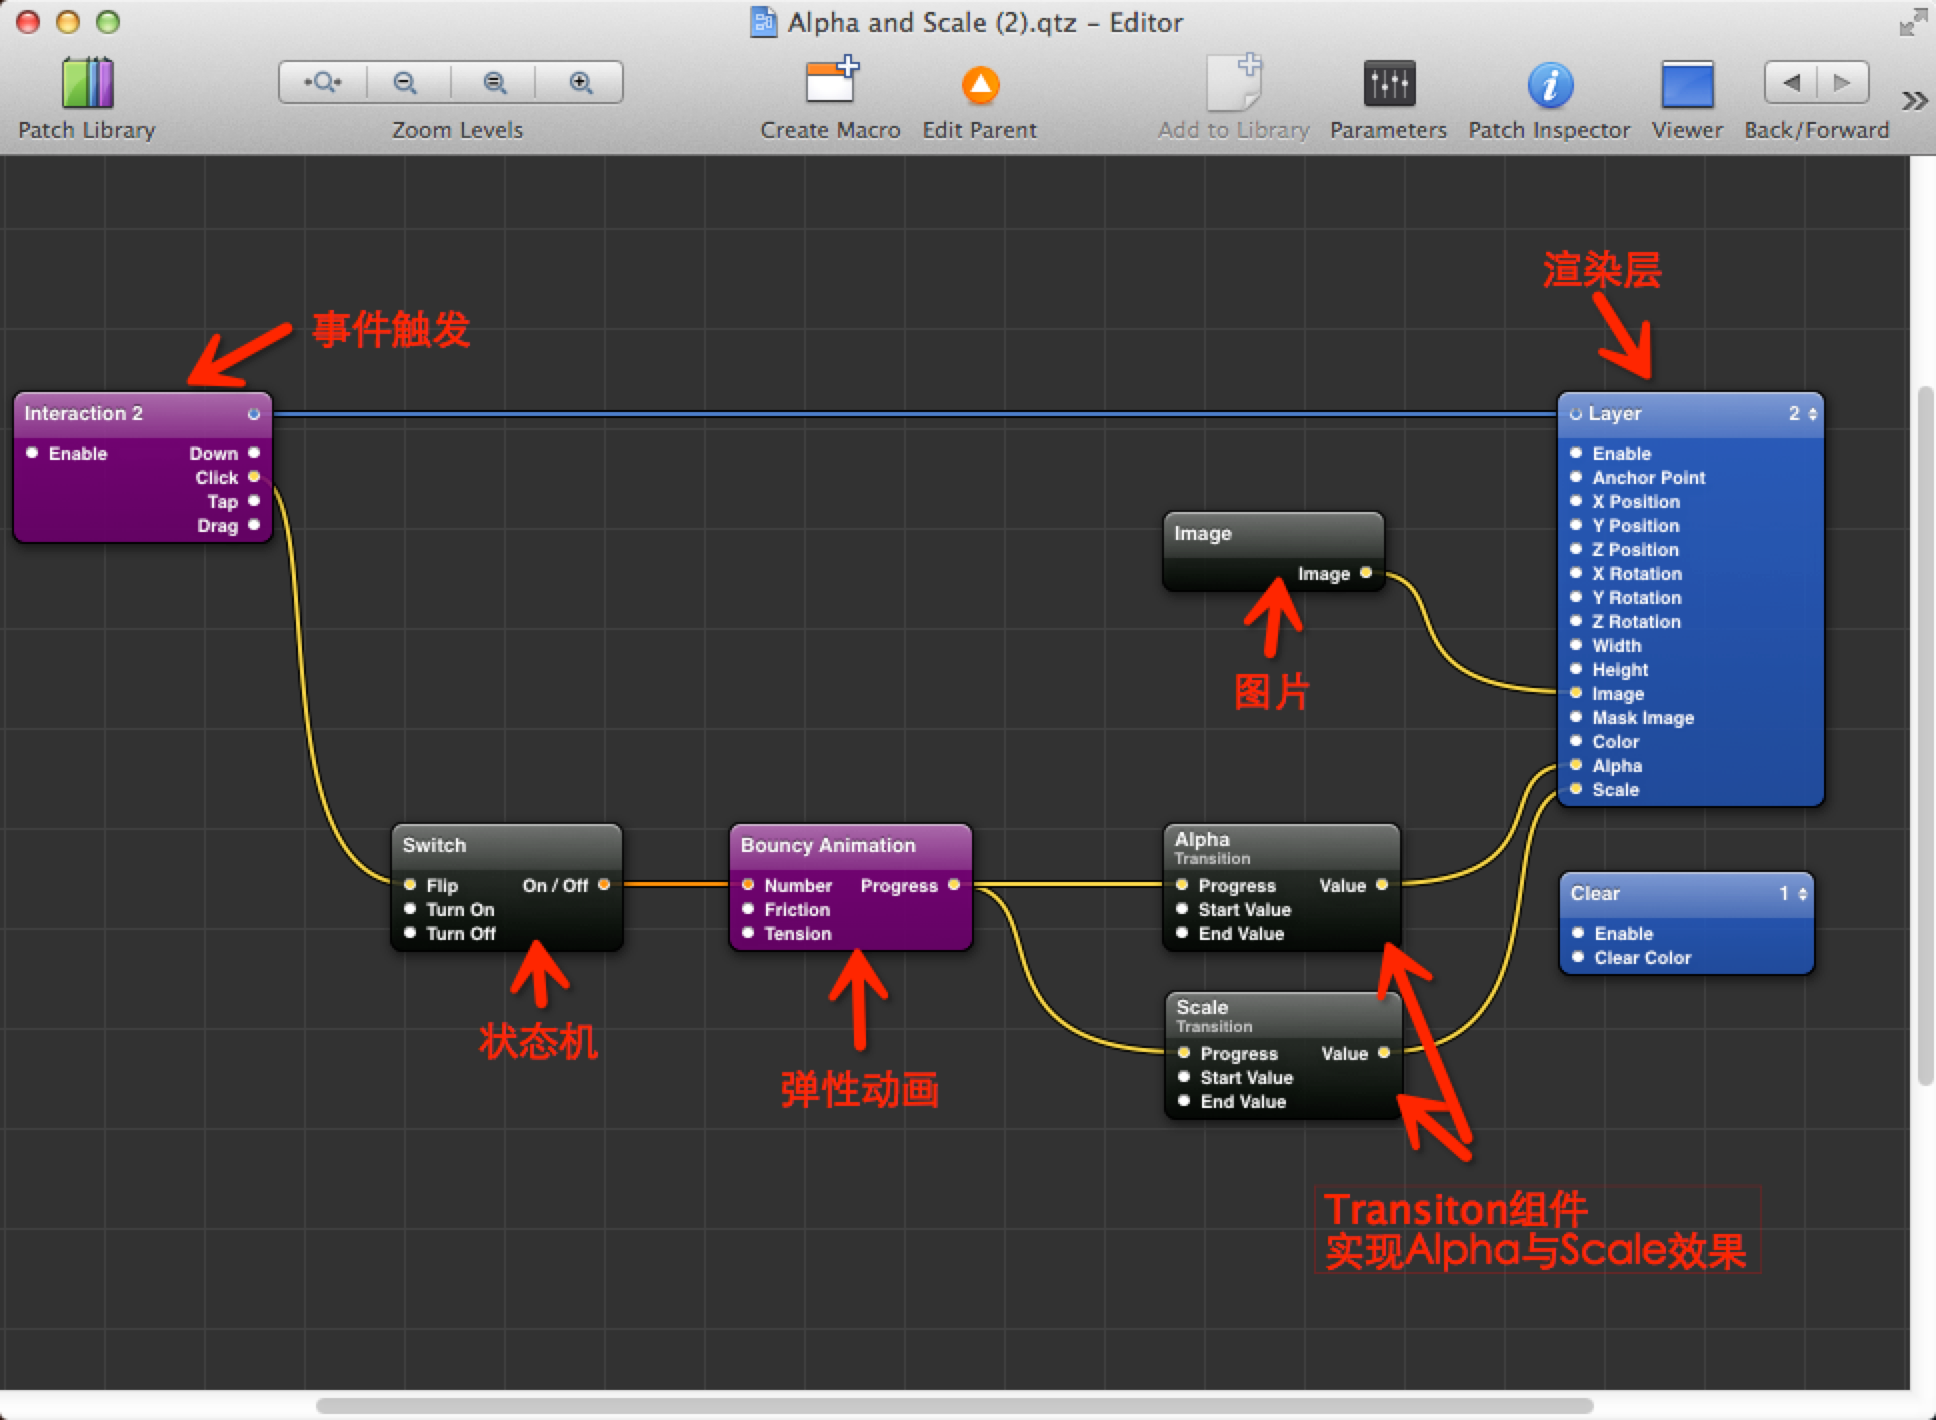 Alpha and Scale (2).qtz – Editor
Patch Library
Zoom Levels
Create Macro
Edit Parent
Add to Library
Parameters
Patch Inspector
Viewer
Back/Forward
渲染层
事件触发
Interaction 2
Enable
Down
Click
Tap
Drag
Layer
2
Enable
Anchor Point
X Position
Y Position
Z Position
X Rotation
Y Rotation
Z Rotation
Width
Height
Image
Mask Image
Color
Alpha
Scale
Image
Image
图片
Switch
Flip
On / Off
Turn On
Turn Off
状态机
Bouncy Animation
Number
Progress
Friction
Tension
弹性动画
Alpha
Transition
Progress
Value
Start Value
End Value
Scale
Transition
Progress
Value
Start Value
End Value
Clear
1
Enable
Clear Color
Transiton组件
实现Alpha与Scale效果